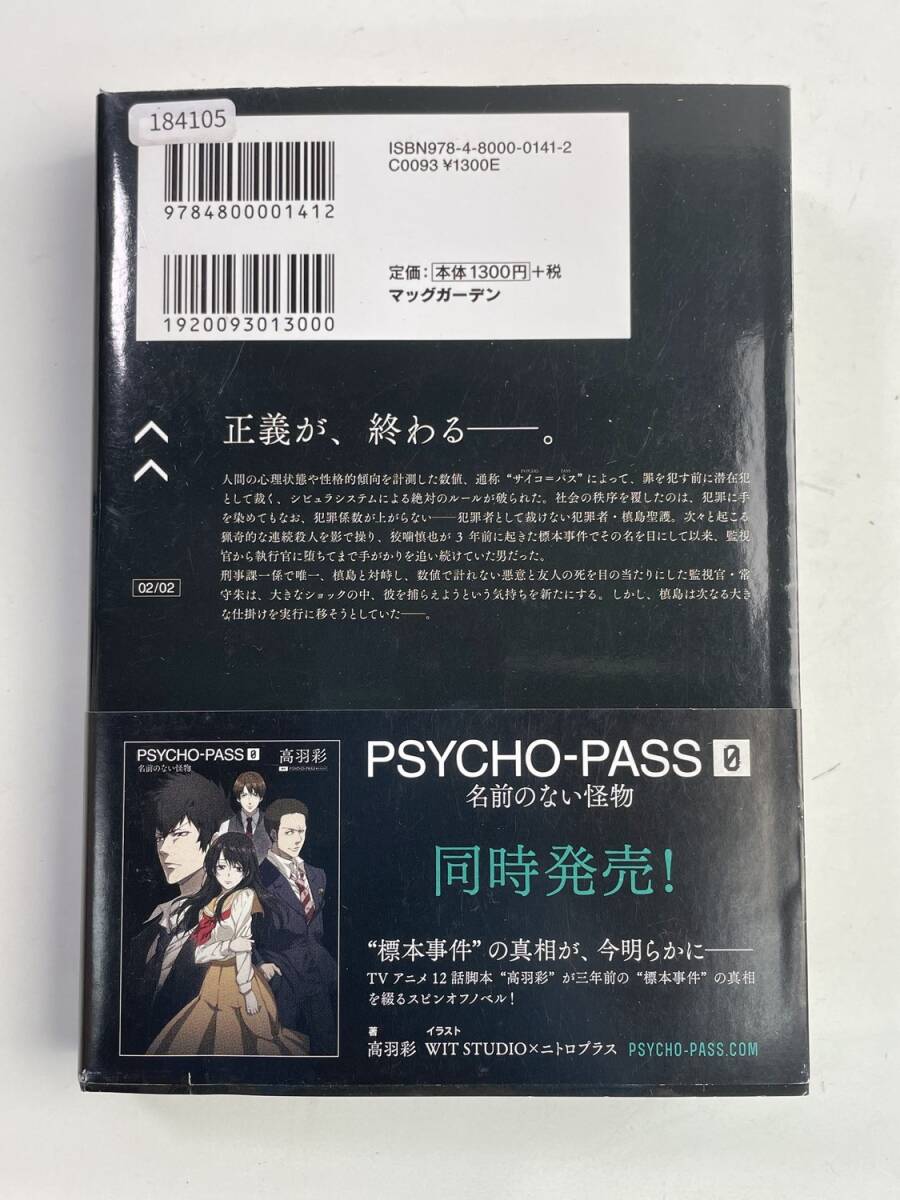 184105
ISBN978-4-8000-0141-2
C0093 ¥1300E
9784800001412
定価：本体1300円+税
マッグガーデン
1920093013000
正義が、終わる――。
人間の心理状態や性格的傾向を計測した数値、通称“サイコ＝パス”によって、罪を犯す前に潜在犯
として裁く、シビュラシステムによる絶対のルールが破られた。社会の秩序を覆したのは、犯罪に手
を染めてもなお、犯罪係数が上がらない――犯罪者として裁けない犯罪者・槙島聖護。次々と起こる
猟奇的な連続殺人を影で操り、狡噛慎也が3年前に起きた標本事件でその名を目にして以来、監視
官から執行官に堕ちてまで手がかりを追い続けていた男だった。
刑事課一係で唯一、槙島と対峙し、数値で計れない悪意と友人の死を目の当たりにした監視官・常
守朱は、大きなショックの中、彼を捕らえようという気持ちを新たにする。しかし、槙島は次なる大き
な仕掛けを実行に移そうとしていた――。
02/02
PSYCHO-PASS 0
名前のない怪物
高羽彩
PSYCHO-PASS 0
名前のない怪物
同時発売！
“標本事件”の真相が、今明らかに――
TVアニメ12話脚本“高羽彩”が三年前の“標本事件”の真相
を綴るスピンオフノベル！
著 イラスト
高羽彩 WIT STUDIO×ニトロプラス PSYCHO-PASS.COM